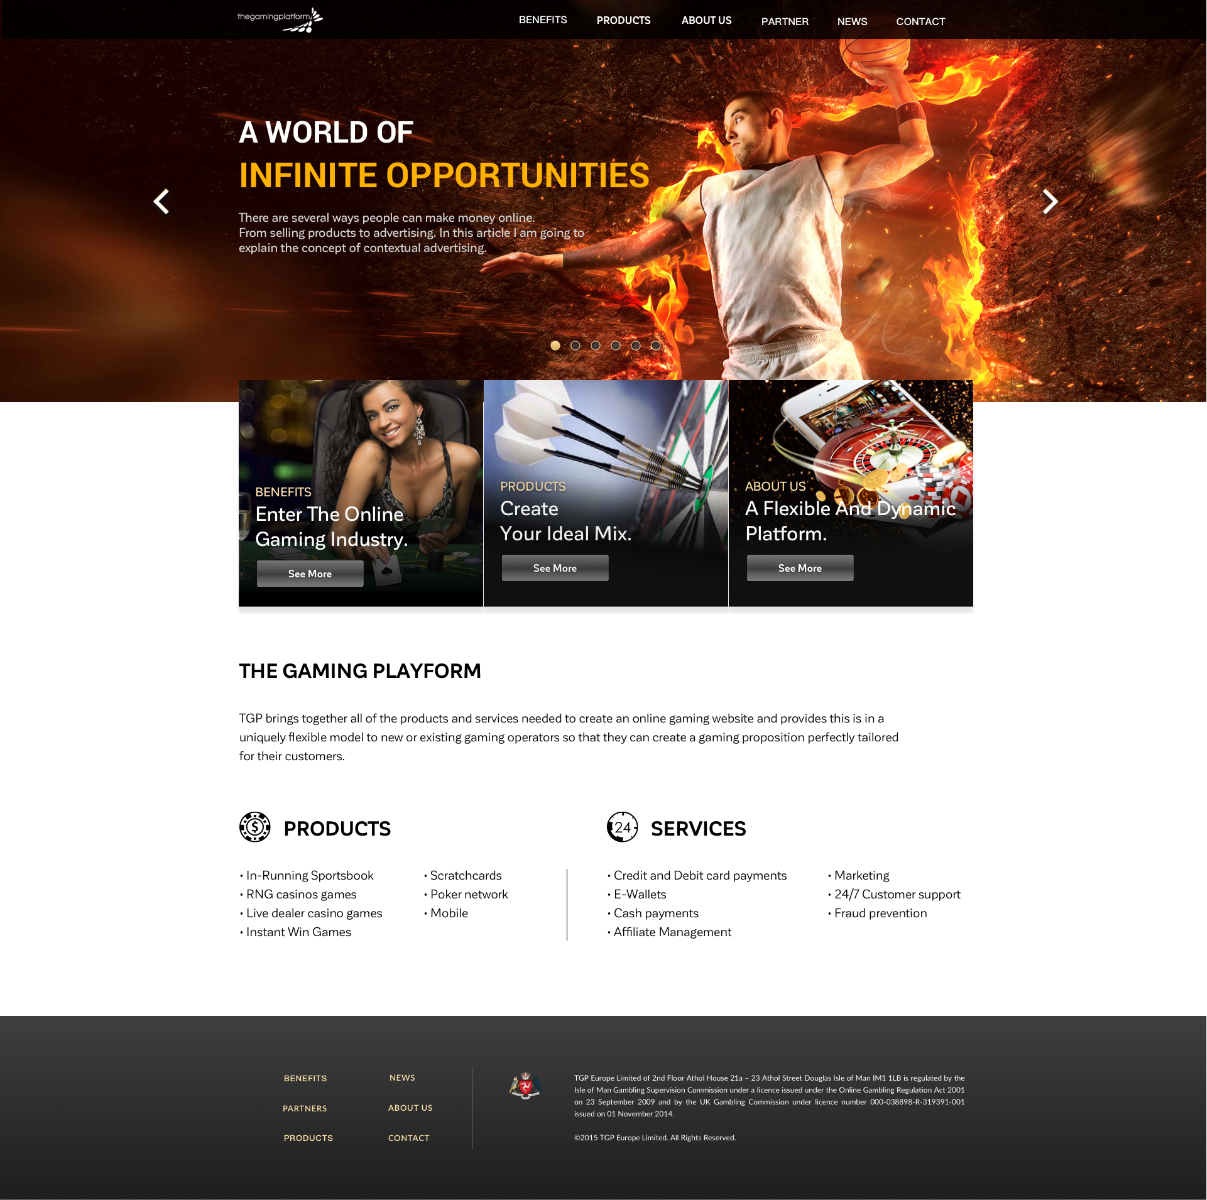 thegamingplatform
BENEFITS
PRODUCTS
ABOUT US
PARTNER
NEWS
CONTACT
A WORLD OF
INFINITE OPPORTUNITIES
There are several ways people can make money online.
From selling products to advertising. In this article I am going to
explain the concept of contextual advertising.
BENEFITS
Enter The Online
Gaming Industry.
See More
PRODUCTS
Create
Your Ideal Mix.
See More
ABOUT US
A Flexible And Dynamic
Platform.
See More
THE GAMING PLAYFORM
TGP brings together all of the products and services needed to create an online gaming website and provides this is in a
uniquely flexible model to new or existing gaming operators so that they can create a gaming proposition perfectly tailored
for their customers.
$
PRODUCTS
• In-Running Sportsbook
• RNG casinos games
• Live dealer casino games
• Instant Win Games
• Scratchcards
• Poker network
• Mobile
24
SERVICES
• Credit and Debit card payments
• E-Wallets
• Cash payments
• Affiliate Management
• Marketing
• 24/7 Customer support
• Fraud prevention
BENEFITS
NEWS
PARTNERS
ABOUT US
PRODUCTS
CONTACT
TGP Europe Limited of 2nd Floor Athol House 21a – 23 Athol Street Douglas Isle of Man IM1 1LB is regulated by the
Isle of Man Gambling Supervision Commission under a licence issued under the Online Gambling Regulation Act 2001
on 23 September 2009 and by the UK Gambling Commission under licence number 000-038898-R-319391-001
issued on 01 November 2014.
©2015 TGP Europe Limited. All Rights Reserved.